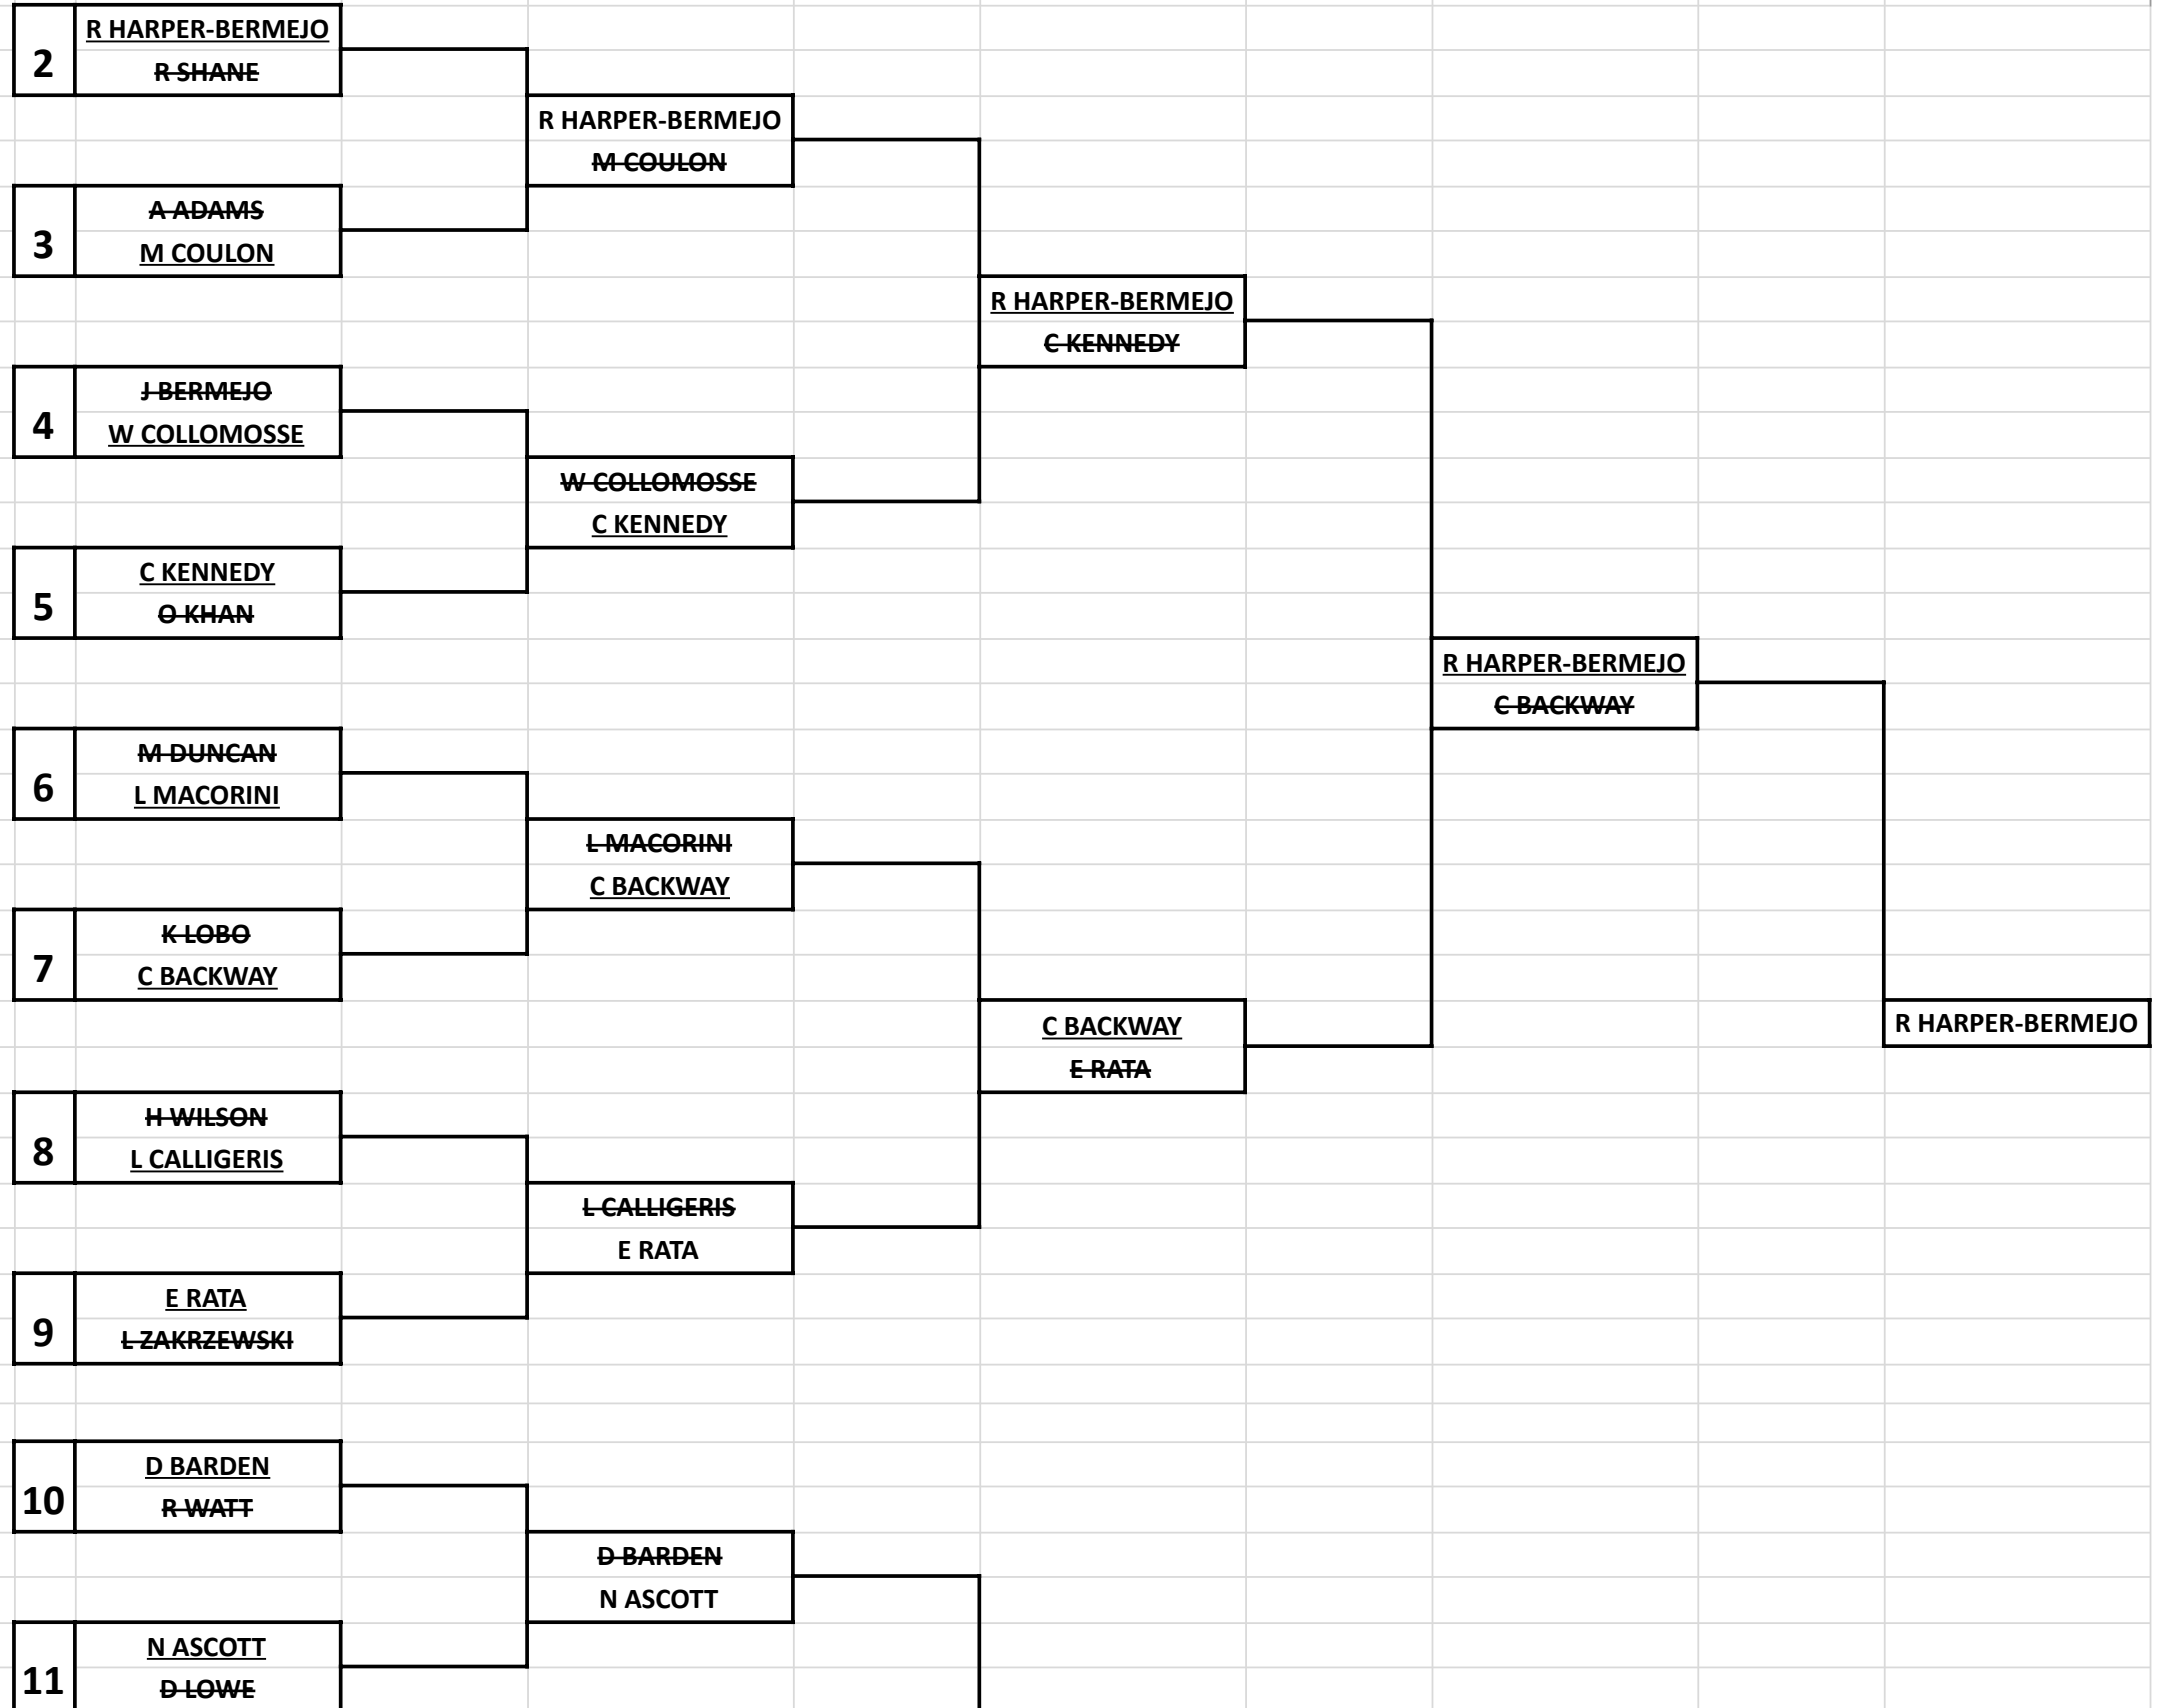 2
R HARPER-BERMEJO
R SHANE
R HARPER-BERMEJO
M COULON
3
A ADAMS
M COULON
R HARPER-BERMEJO
C KENNEDY
4
J BERMEJO
W COLLOMOSSE
W COLLOMOSSE
C KENNEDY
5
C KENNEDY
O KHAN
R HARPER-BERMEJO
C BACKWAY
6
M DUNCAN
L MACORINI
L MACORINI
C BACKWAY
7
K LOBO
C BACKWAY
C BACKWAY
E RATA
R HARPER-BERMEJO
8
H WILSON
L CALLIGERIS
L CALLIGERIS
E RATA
9
E RATA
L ZAKRZEWSKI
10
D BARDEN
R WATT
D BARDEN
N ASCOTT
11
N ASCOTT
D LOWE